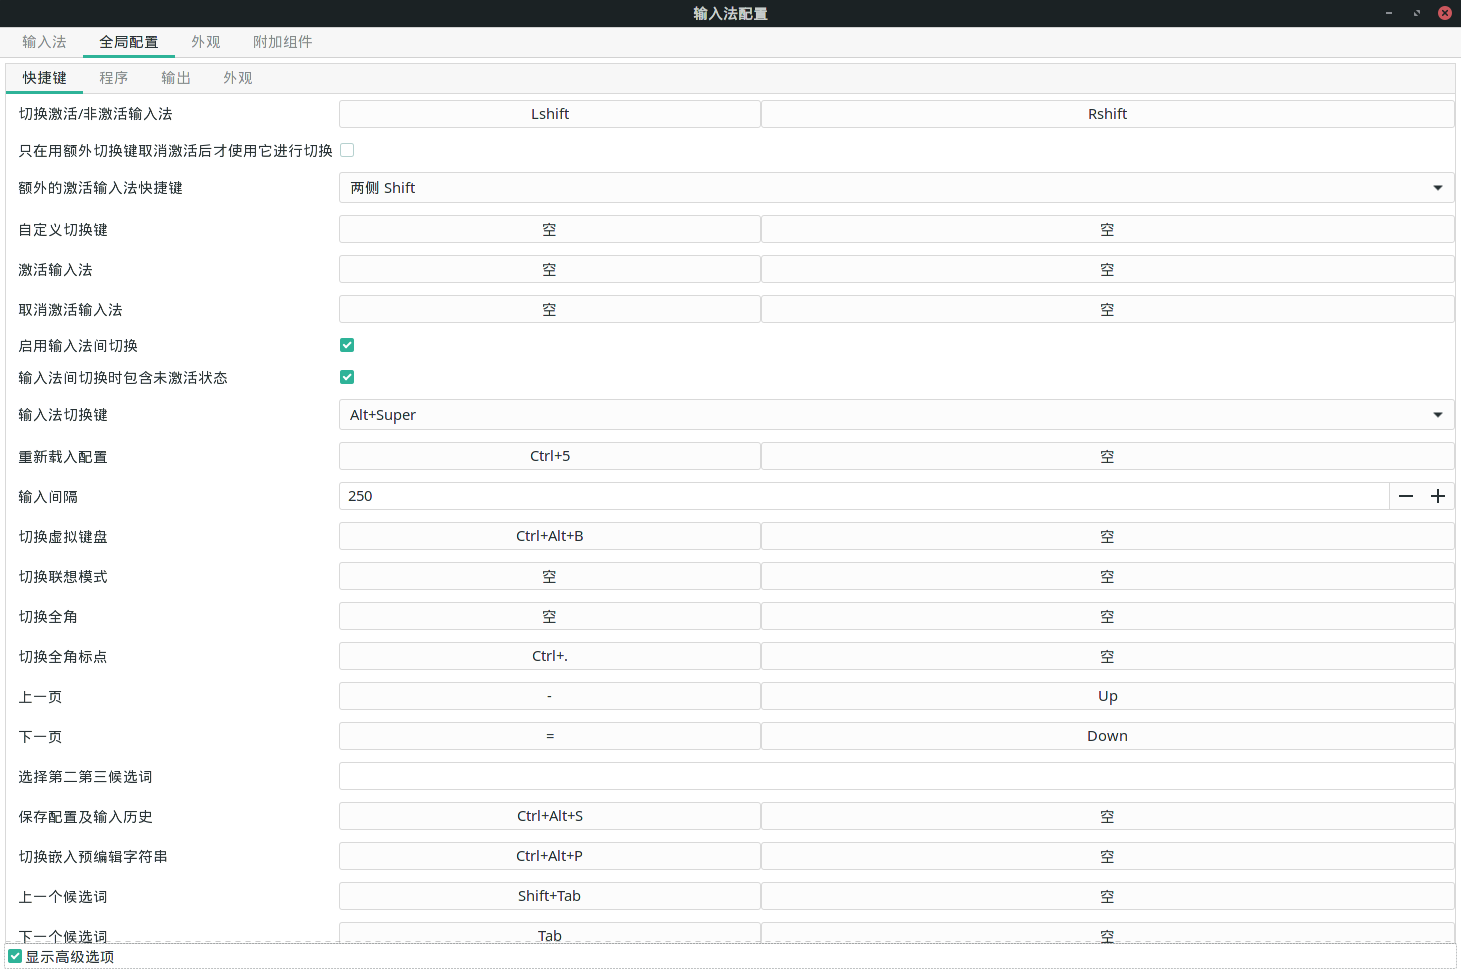 输入法配置
输入法 全局配置 外观 附加组件
快捷键 程序 输出 外观
切换激活/非激活输入法 Lshift Rshift
只在用额外切换键取消激活后才使用它进行切换
额外的激活输入法快捷键 两侧 Shift
自定义切换键 空 空
激活输入法 空 空
取消激活输入法 空 空
启用输入法间切换
输入法间切换时包含未激活状态
输入法切换键 Alt+Super
重新载入配置 Ctrl+5 空
输入间隔 250
切换虚拟键盘 Ctrl+Alt+B 空
切换联想模式 空 空
切换全角 空 空
切换全角标点 Ctrl+. 空
上一页 - Up
下一页 = Down
选择第二第三候选词
保存配置及输入历史 Ctrl+Alt+S 空
切换嵌入预编辑字符串 Ctrl+Alt+P 空
上一个候选词 Shift+Tab 空
下一个候选词 Tab 空
显示高级选项